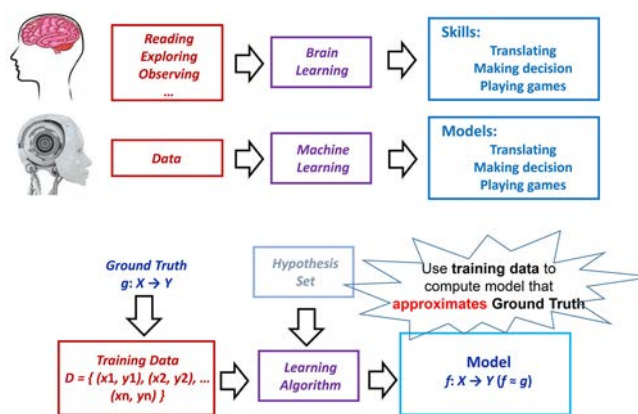 Reading
Exploring
Observing
...
Brain
Learning
Skills:
Translating
Making decision
Playing games
Data
Machine
Learning
Models:
Translating
Making decision
Playing games
Ground Truth
g: X → Y
Hypothesis
Set
Use training data to
compute model that
approximates Ground Truth
Training Data
D = { (x1, y1), (x2, y2), ...
(xn, yn) }
Learning
Algorithm
Model
f: X → Y (f ≈ g)